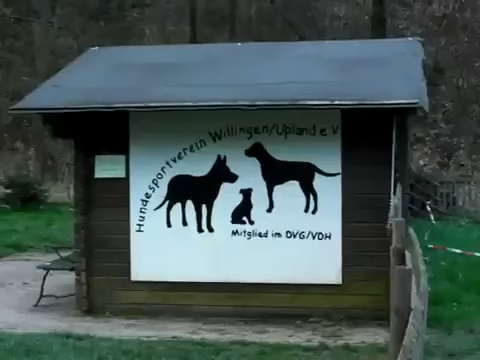 Hundesportverein Willingen/Upland e V
Mitglied im DVG/VDH